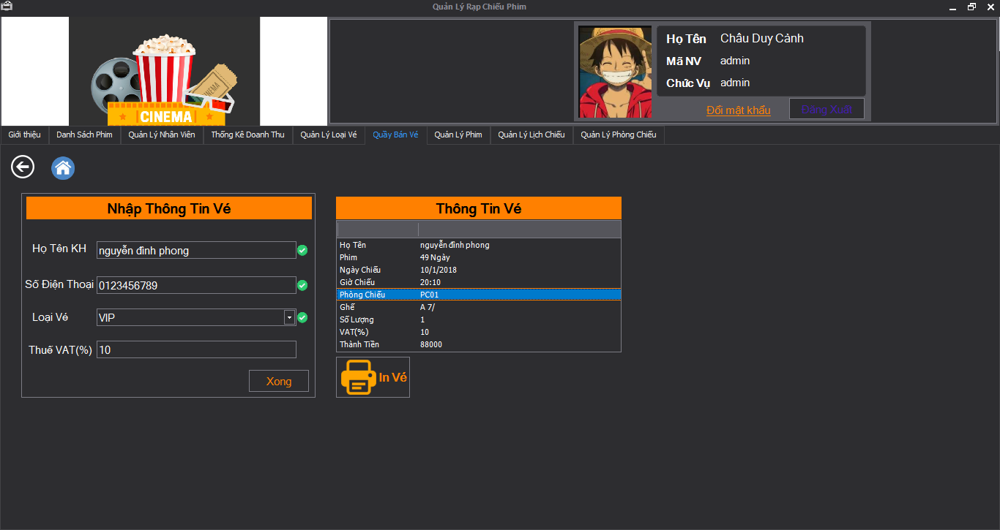 Quản Lý Rạp Chiếu Phim
CINEMA
CINEMA
Họ Tên Châu Duy Cảnh
Mã NV admin
Chức Vụ admin
Đổi mật khẩu Đăng Xuất
Giới thiệu Danh Sách Phim Quản Lý Nhân Viên Thống Kê Doanh Thu Quản Lý Loại Vé Quầy Bán Vé Quản Lý Phim Quản Lý Lịch Chiếu Quản Lý Phòng Chiếu
Nhập Thông Tin Vé
Họ Tên KH nguyễn đình phong
Số Điện Thoại 0123456789
Loại Vé VIP
Thuế VAT(%) 10
Xong
Thông Tin Vé
Họ Tên nguyễn đình phong
Phim 49 Ngày
Ngày Chiếu 10/1/2018
Giờ Chiếu 20:10
Phòng Chiếu PC01
Ghế A 7/
Số Lượng 1
VAT(%) 10
Thành Tiền 88000
In Vé